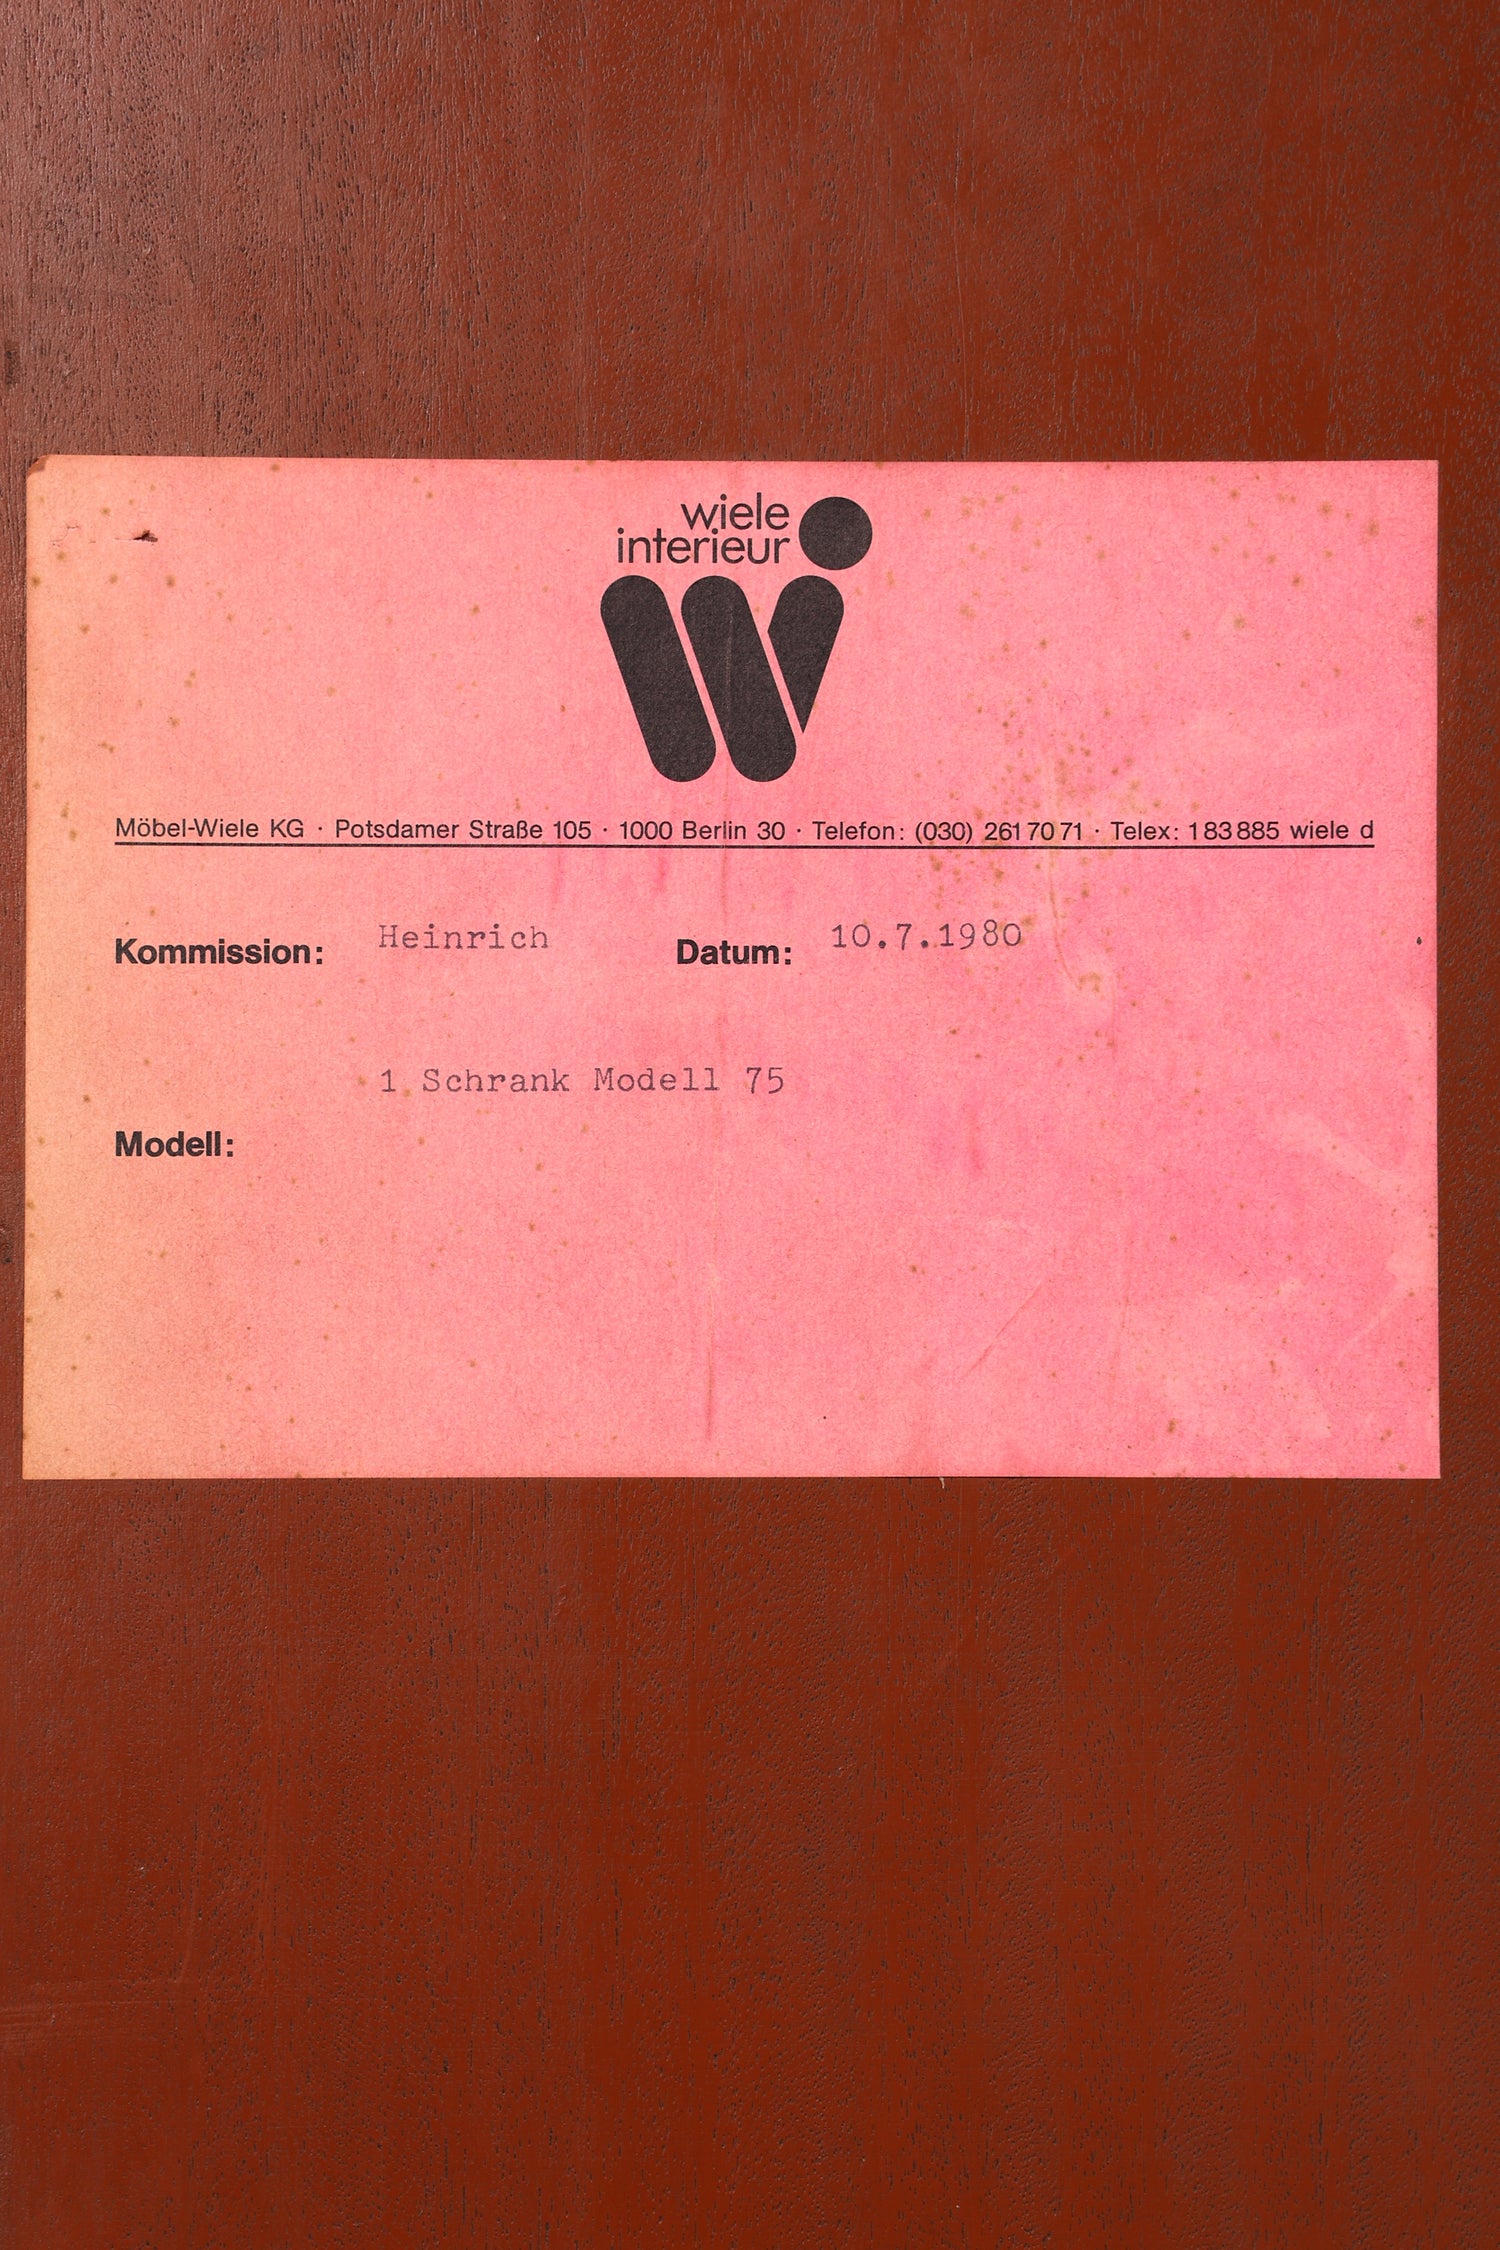 wiele
interieur
Möbel-Wiele KG · Potsdamer Straße 105 · 1000 Berlin 30 · Telefon: (030) 261 70 71 · Telex: 183 885 wiele d
Kommission: Heinrich Datum: 10.7.1980
1 Schrank Modell 75
Modell: